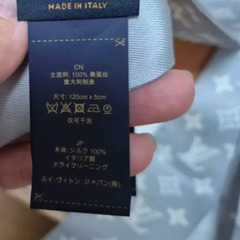 MADE IN ITALY
CN
主面料: 100% 桑蚕丝
意大利制造
尺寸: 120cm x 5cm
仅可干洗
JP
本体 シルク 100%
イタリア製
ドライクリーニング
ルイ・ヴィトン ジャパン(株)